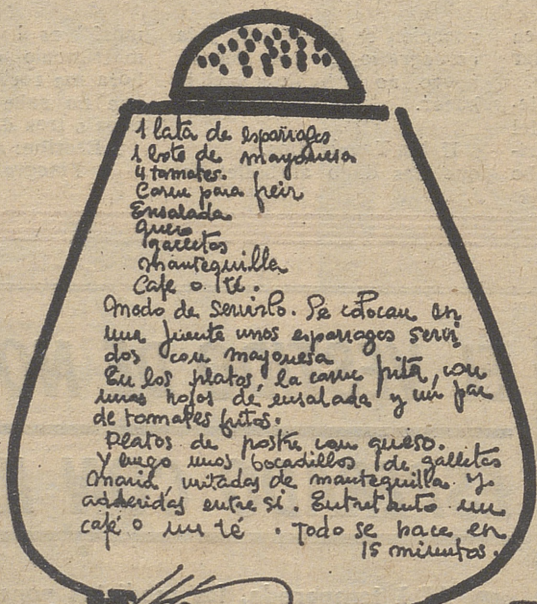 1 lata de esparragos
1 bote de mayonesa
4 tomates.
Carne para freir
Ensalada
queso
galletas
mantequilla
Café o té.
Modo de servirlo. Se colocan en
una fuente unos esparragos servi
dos con mayonesa
En los platos, la carne frita, con
unas hojas de ensalada y un par
de tomates fritos.
Platos de postre con queso.
Y luego unos bocadillos, de galletas
María, untadas de mantequilla y
adheridas entre sí. Entretanto un
café o un té. Todo se hace en
15 minutos.